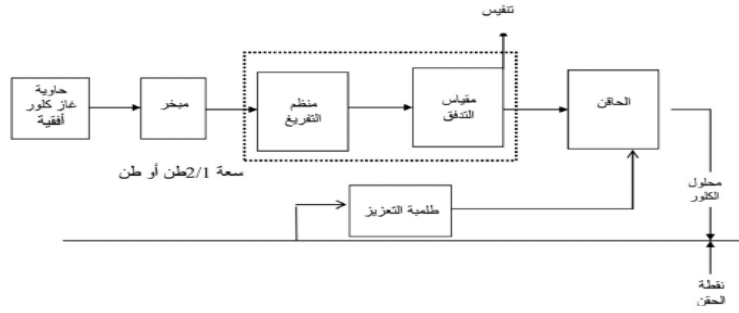 تنفيس
حاوية
غاز كلور
أفقية
مبخر
منظم
التفريغ
مقياس
التدفق
الحاقن
سعة 2/1طن أو طن
طلمبة التعزيز
محلول
الكلور
نقطة
الحقن